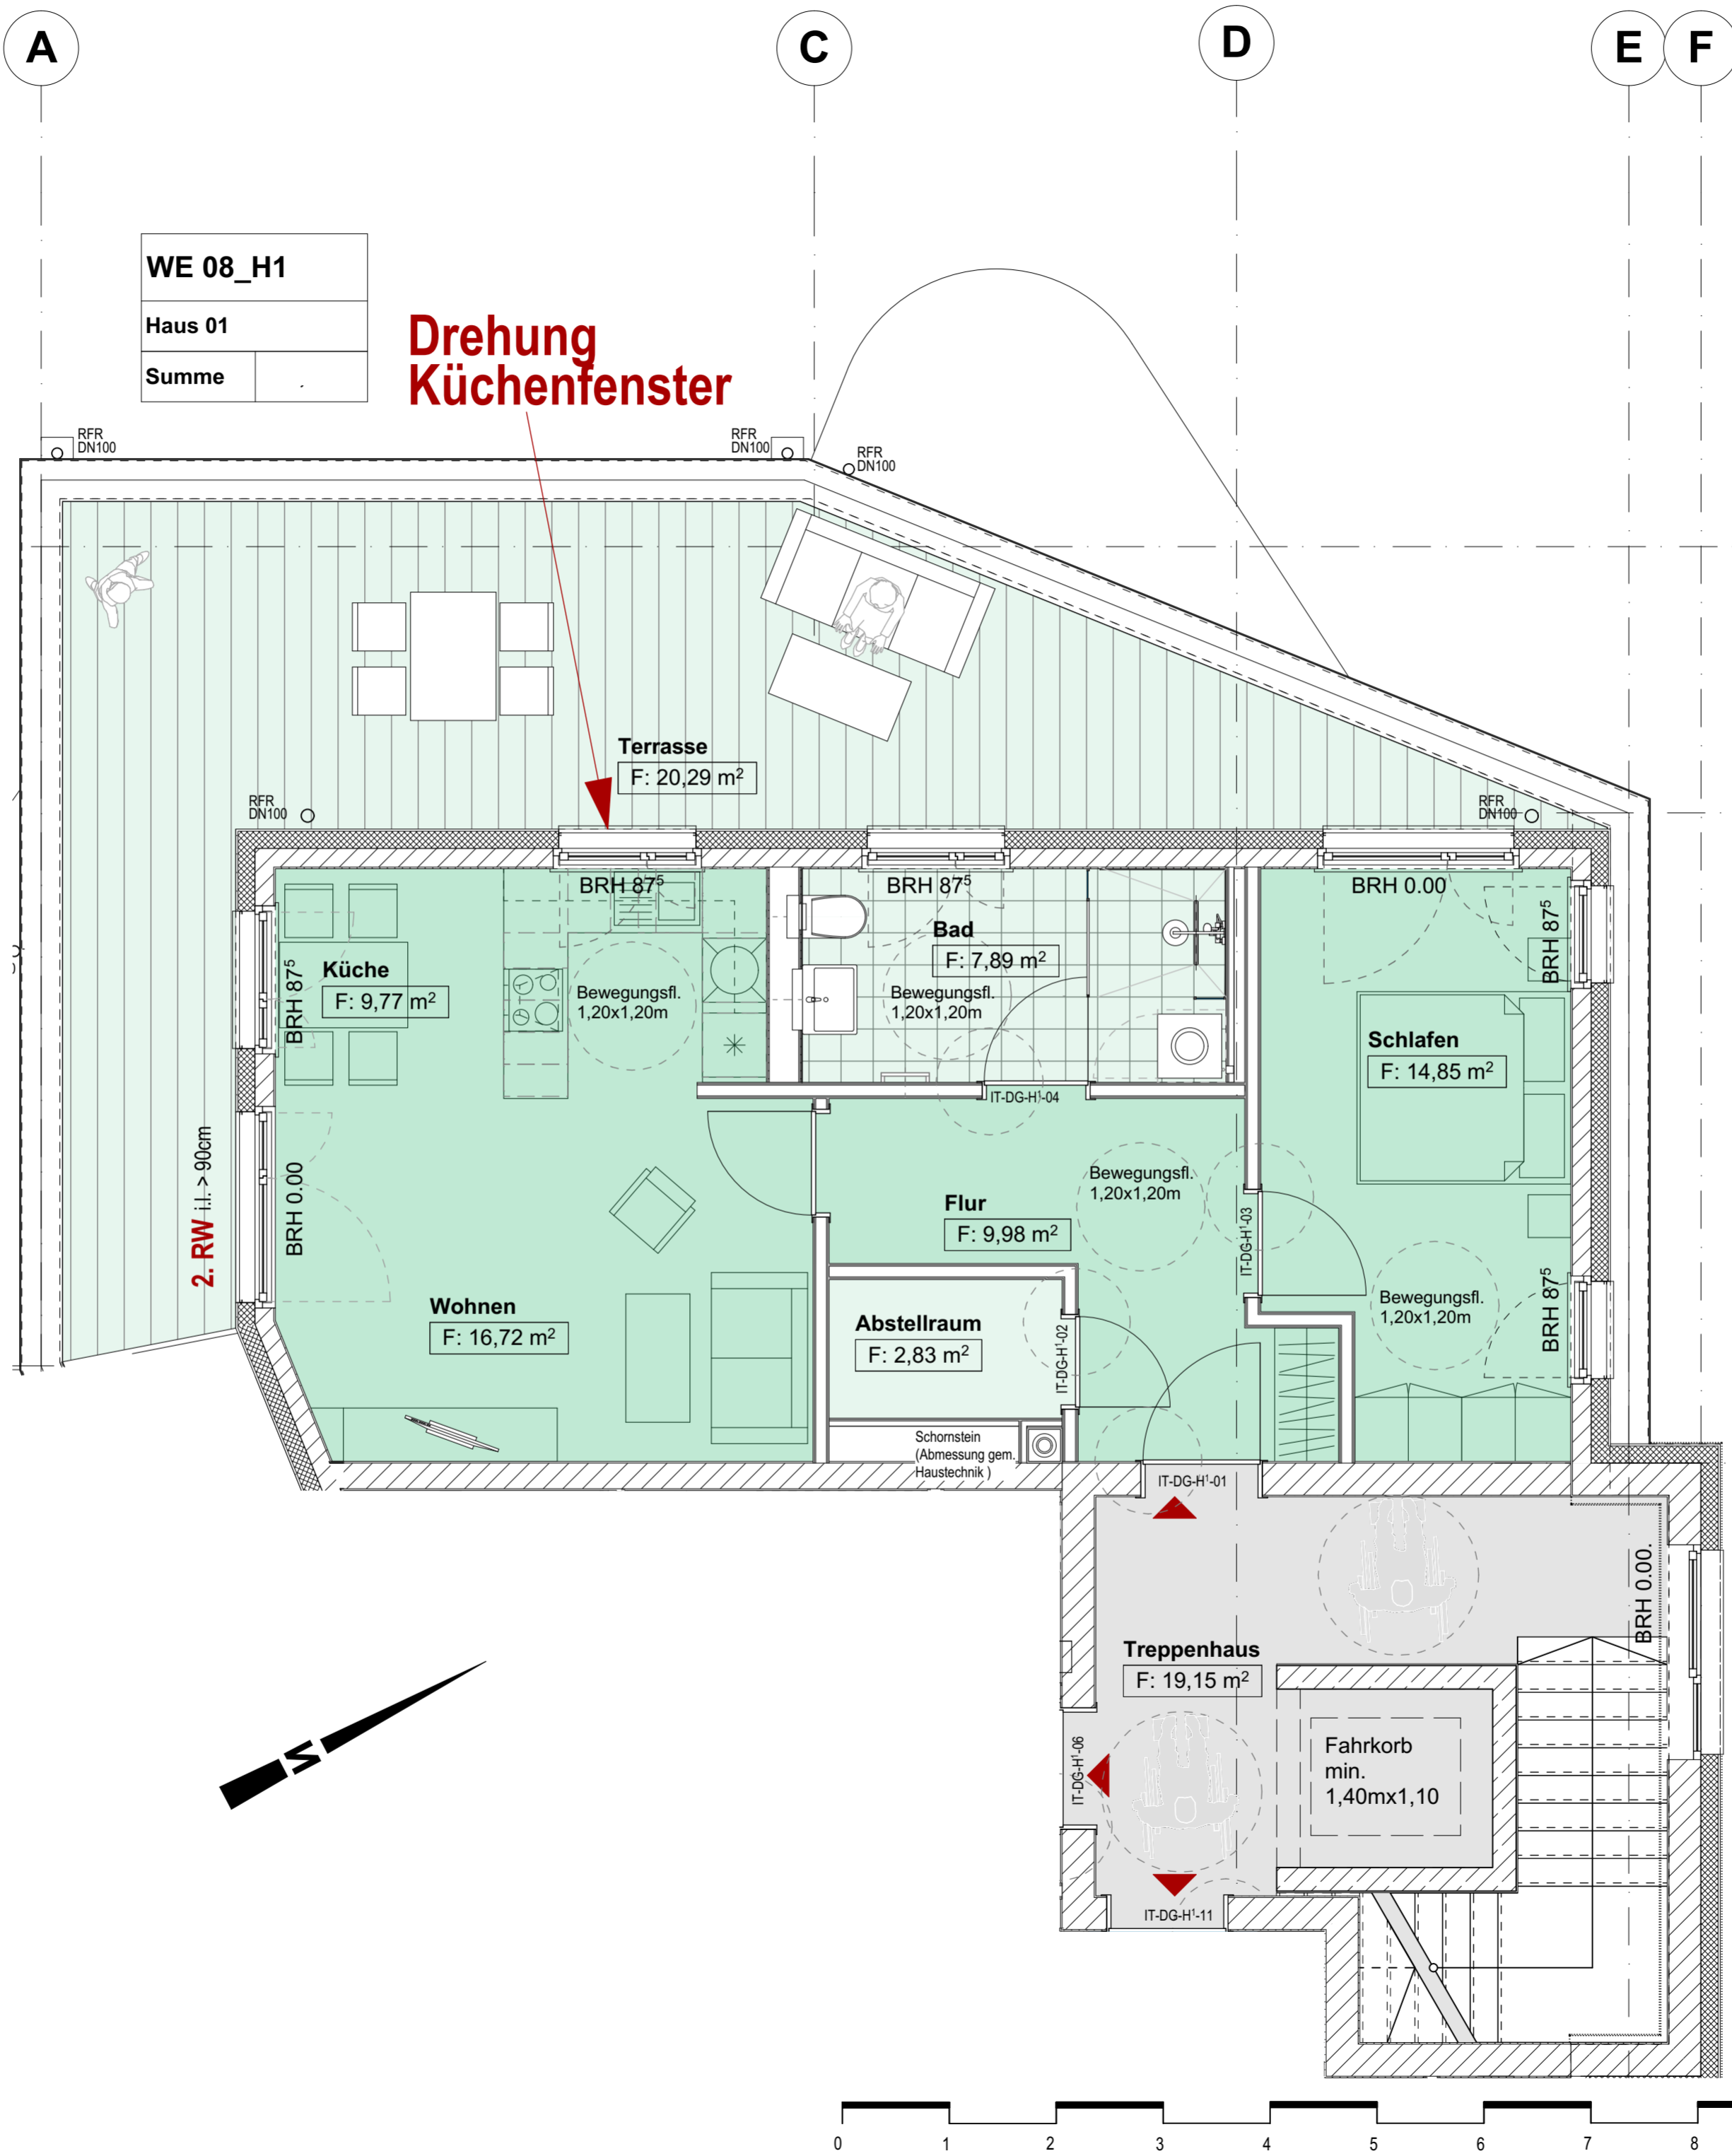 A
C
D
E
F
WE 08_H1
Haus 01
Summe
Drehung
Küchenfenster
RFR
DN100
RFR
DN100
RFR
DN100
Terrasse
F: 20,29 m²
RFR
DN100
RFR
DN100
BRH 87⁵
BRH 87⁵
BRH 0.00
BRH 87⁵
Küche
F: 9,77 m²
BRH 87⁵
Bewegungsfl.
1,20x1,20m
Bad
F: 7,89 m²
Bewegungsfl.
1,20x1,20m
Schlafen
F: 14,85 m²
IT-DG-H¹-04
2. RW i.l. > 90cm
BRH 0.00
Bewegungsfl.
1,20x1,20m
Flur
F: 9,98 m²
IT-DG-H¹-03
Wohnen
F: 16,72 m²
Abstellraum
F: 2,83 m²
IT-DG-H¹-02
Bewegungsfl.
1,20x1,20m
BRH 87⁵
Schornstein
(Abmessung gem.
Haustechnik )
IT-DG-H¹-01
BRH 0.00.
Treppenhaus
F: 19,15 m²
IT-DG-H¹-06
Fahrkorb
min.
1,40mx1,10
N
IT-DG-H¹-11
0 1 2 3 4 5 6 7 8